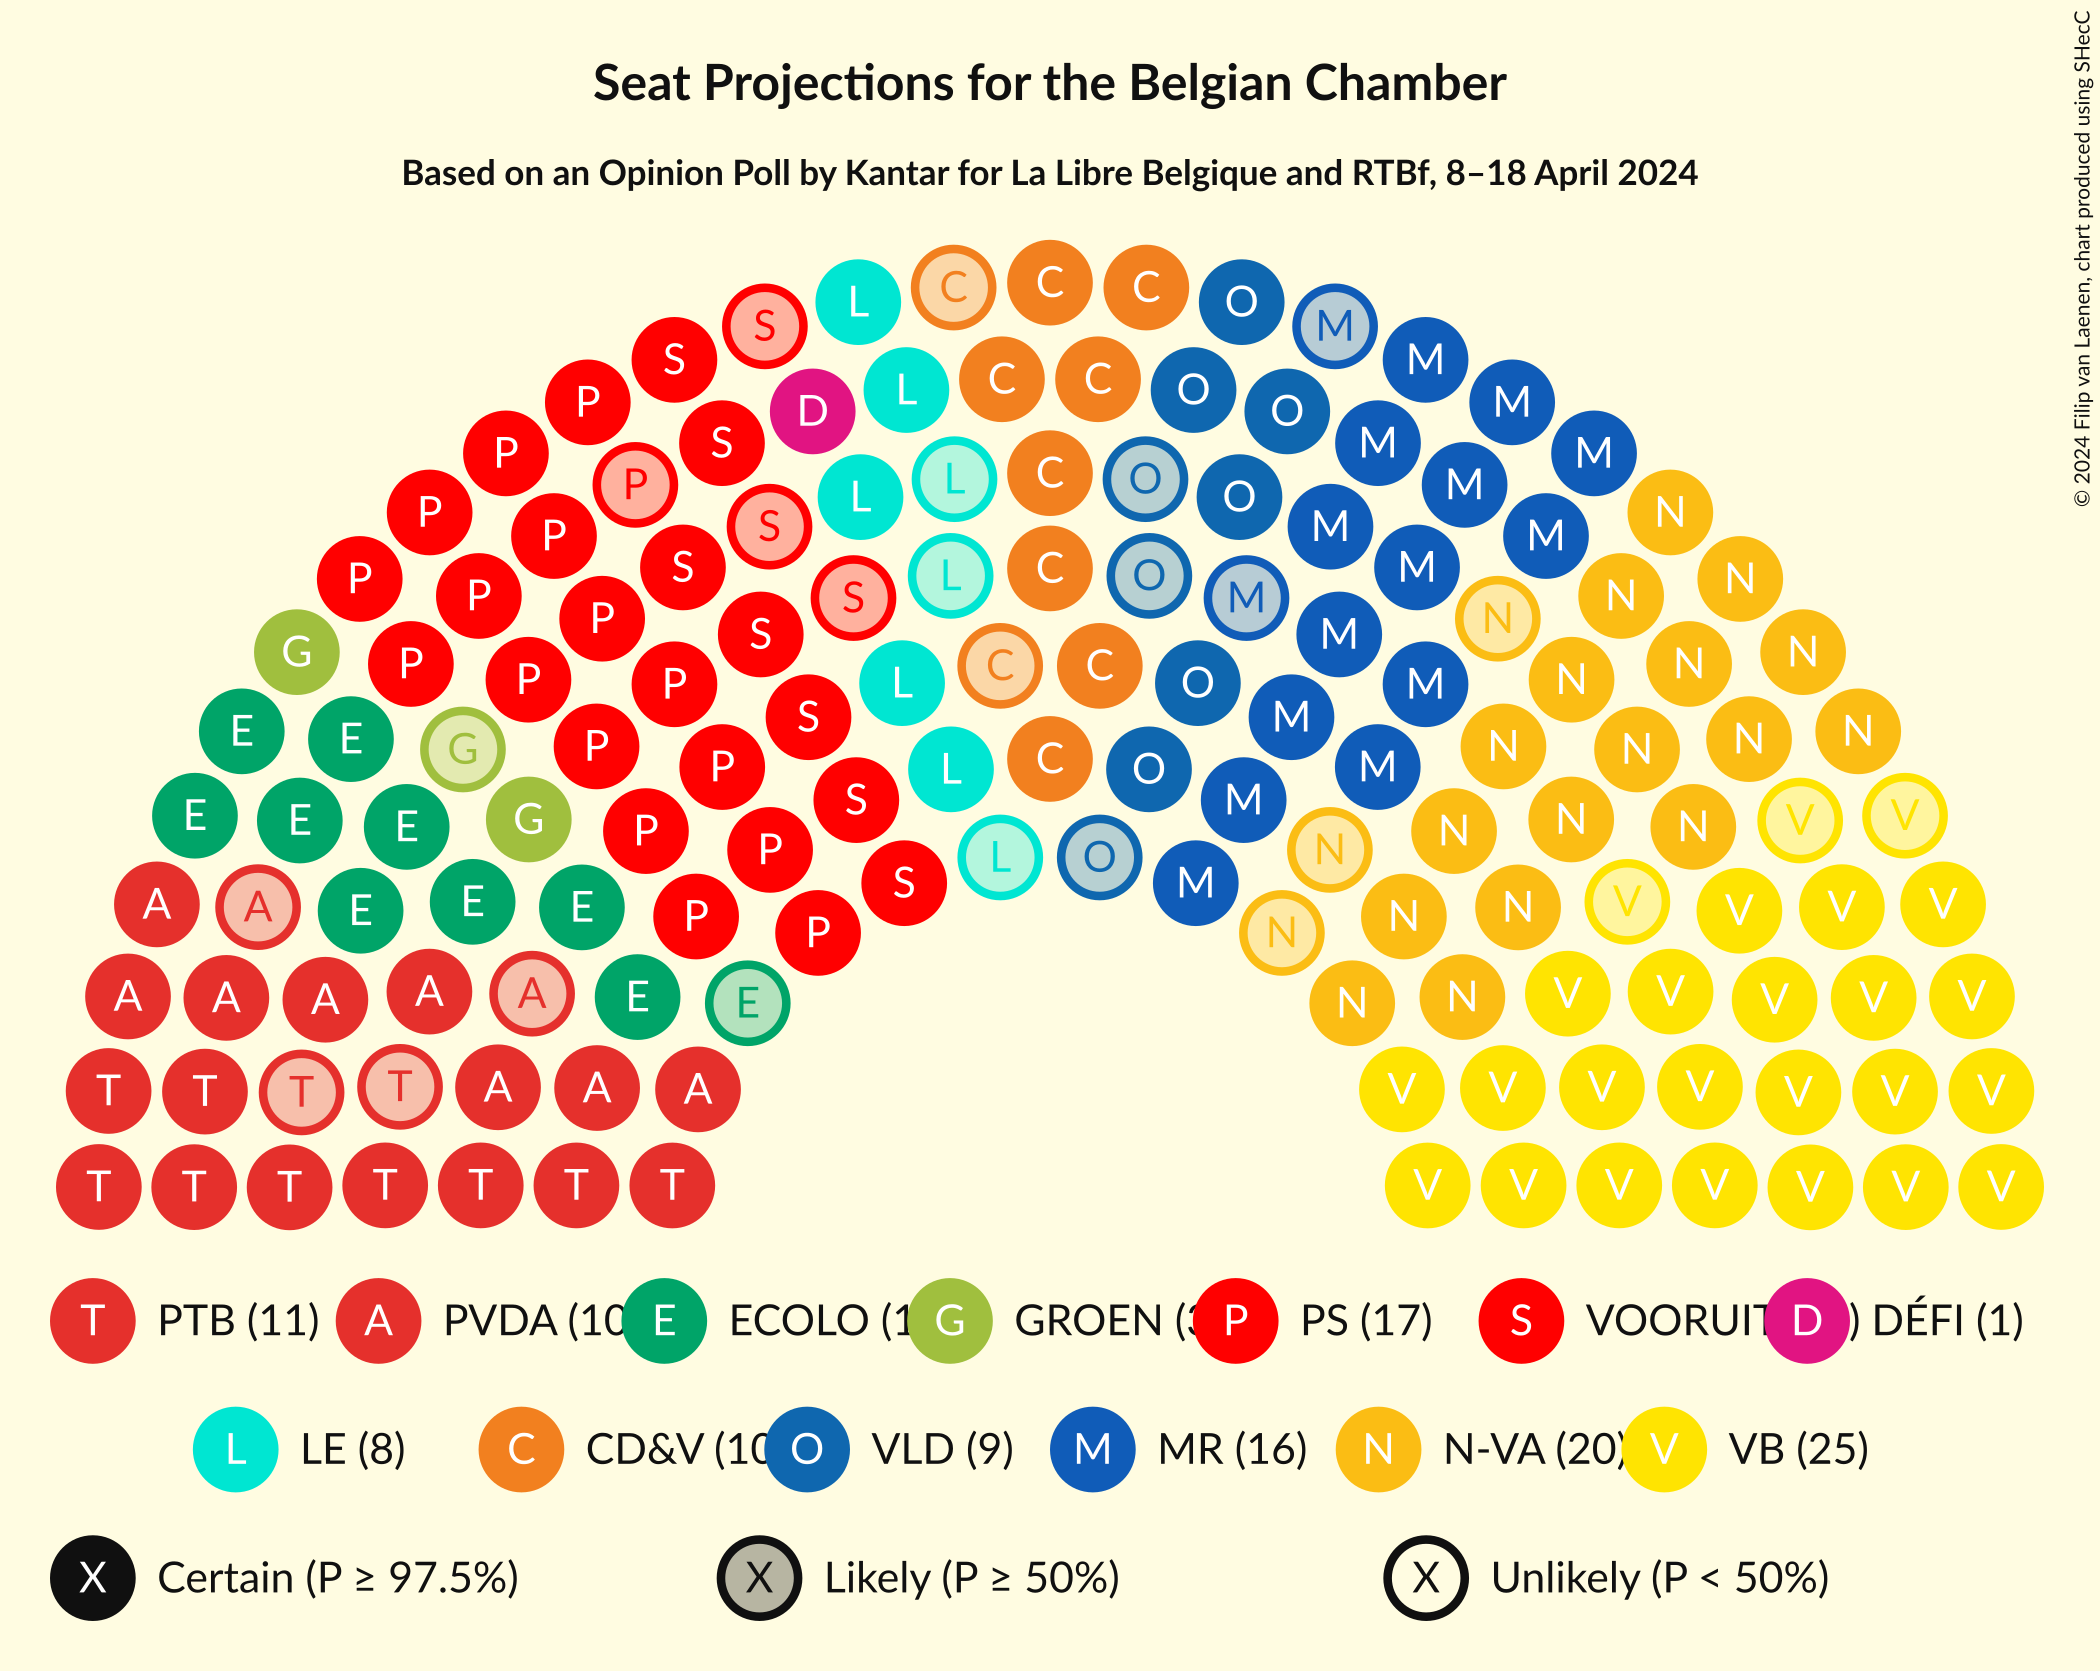 Seat Projections for the Belgian Chamber
Based on an Opinion Poll by Kantar for La Libre Belgique and RTBf, 8–18 April 2024
© 2024 Filip van Laenen, chart produced using SHecC
L C C C O M
S S M M
P D L C C O O M
P S M M
P P L L C O O M N
P P S S M M N
P P S L C O M N N
G P P S M M N N
P P L C C O M N
E E G P S M N N N N
P P L C O M N
E E E G P S M N N N V V
P L O N
A A E E E P P S M N N N V V V V
A A A A A E E N N V V V V V
T T T T A A A V V V V V V V
T T T T T T T V V V V V V V
T PTB (11) A PVDA (10 E ECOLO (1 G GROEN ( P PS (17) S VOORUIT D ) DÉFI (1)
L LE (8) C CD&V (10 O VLD (9) M MR (16) N N-VA (20) V VB (25)
X Certain (P ≥ 97.5%) X Likely (P ≥ 50%) X Unlikely (P < 50%)